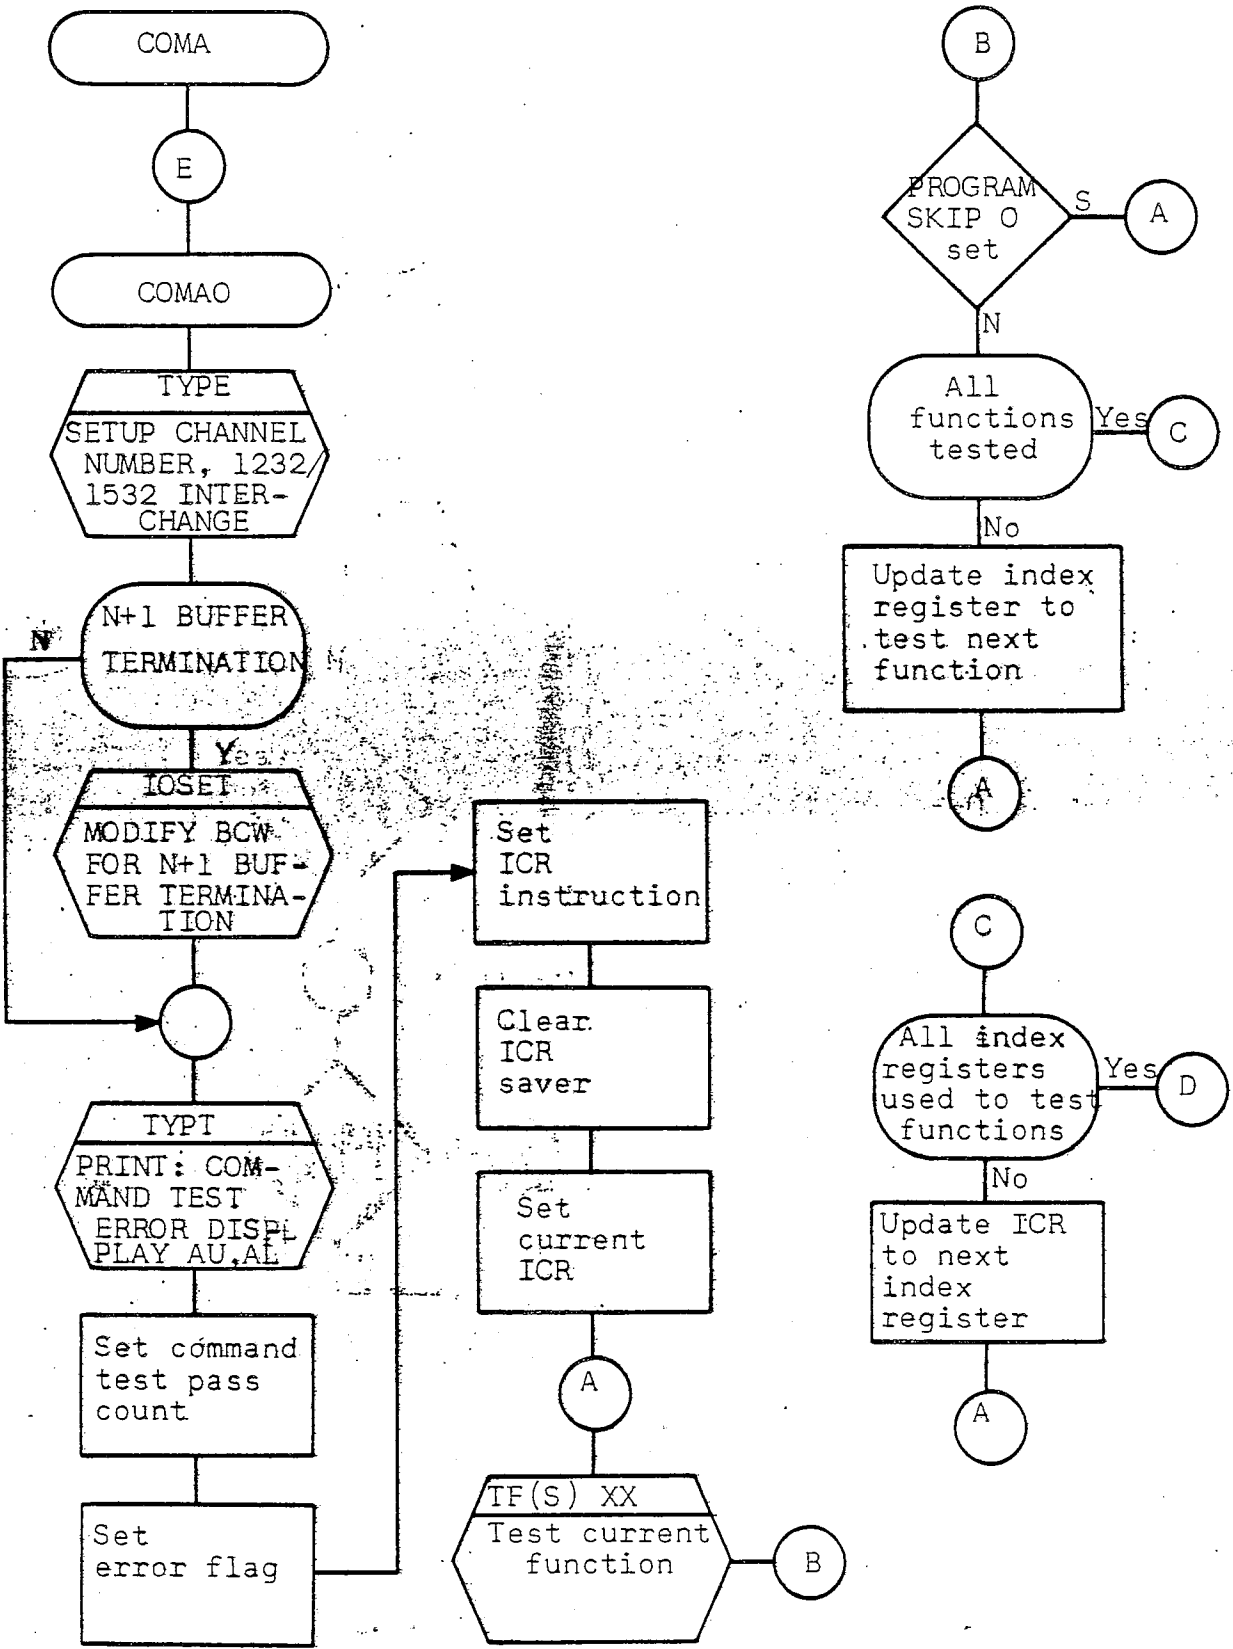 COMA
E
COMAO
TYPE
SETUP CHANNEL
NUMBER, 1232/
1532 INTER-
CHANGE
N+1 BUFFER
TERMINATION
N
Yes
IOSET
MODIFY BCW
FOR N+1 BUF-
FER TERMINA-
TION
TYPT
PRINT: COM-
MAND TEST
ERROR DISPL
PLAY AU,AL
Set command
test pass
count
Set
error flag
Set
ICR
instruction
Clear
ICR
saver
Set
current
ICR
A
TF(S) XX
Test current
function
B
B
PROGRAM
SKIP O
set
S
A
N
All
functions
tested
Yes
C
No
Update index
register to
test next
function
A
C
All index
registers
used to test
functions
Yes
D
No
Update ICR
to next
index
register
A